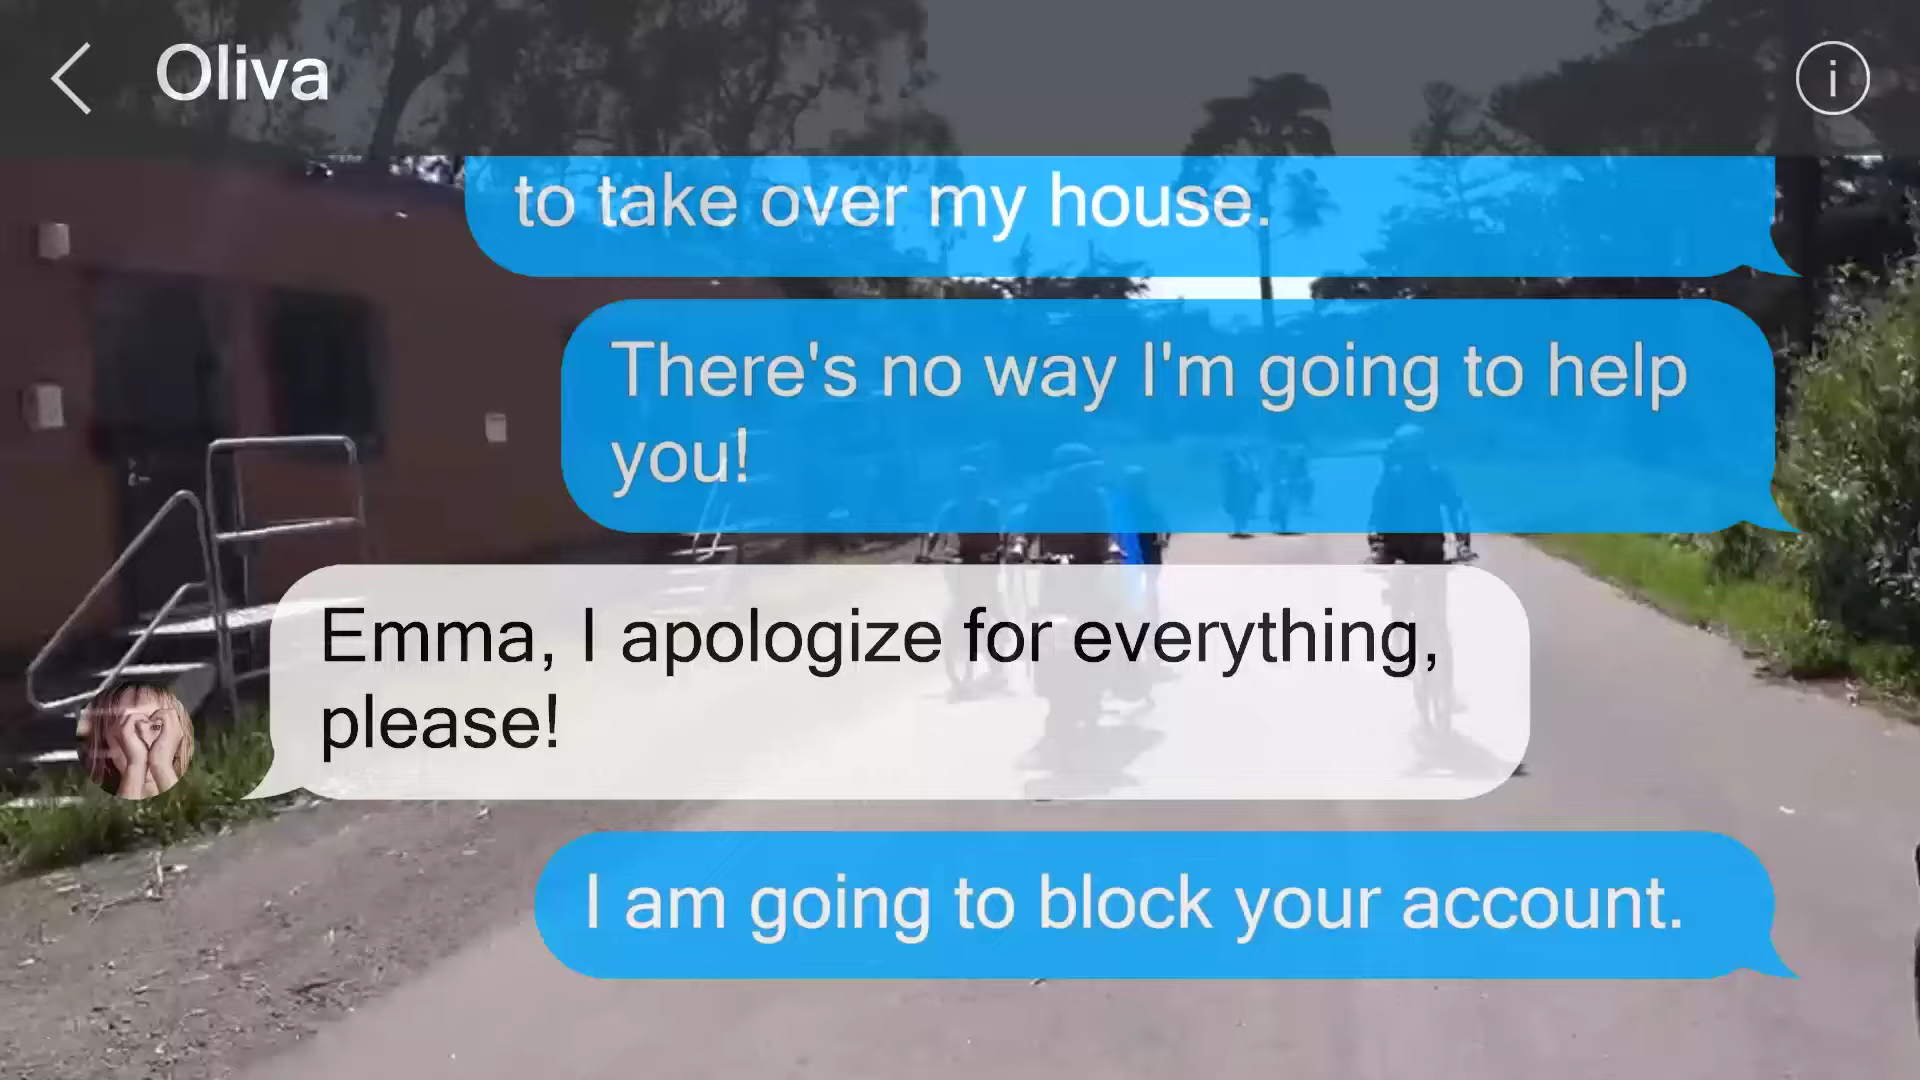 Oliva
to take over my house.
There's no way I'm going to help
you!
Emma, I apologize for everything,
please!
I am going to block your account.